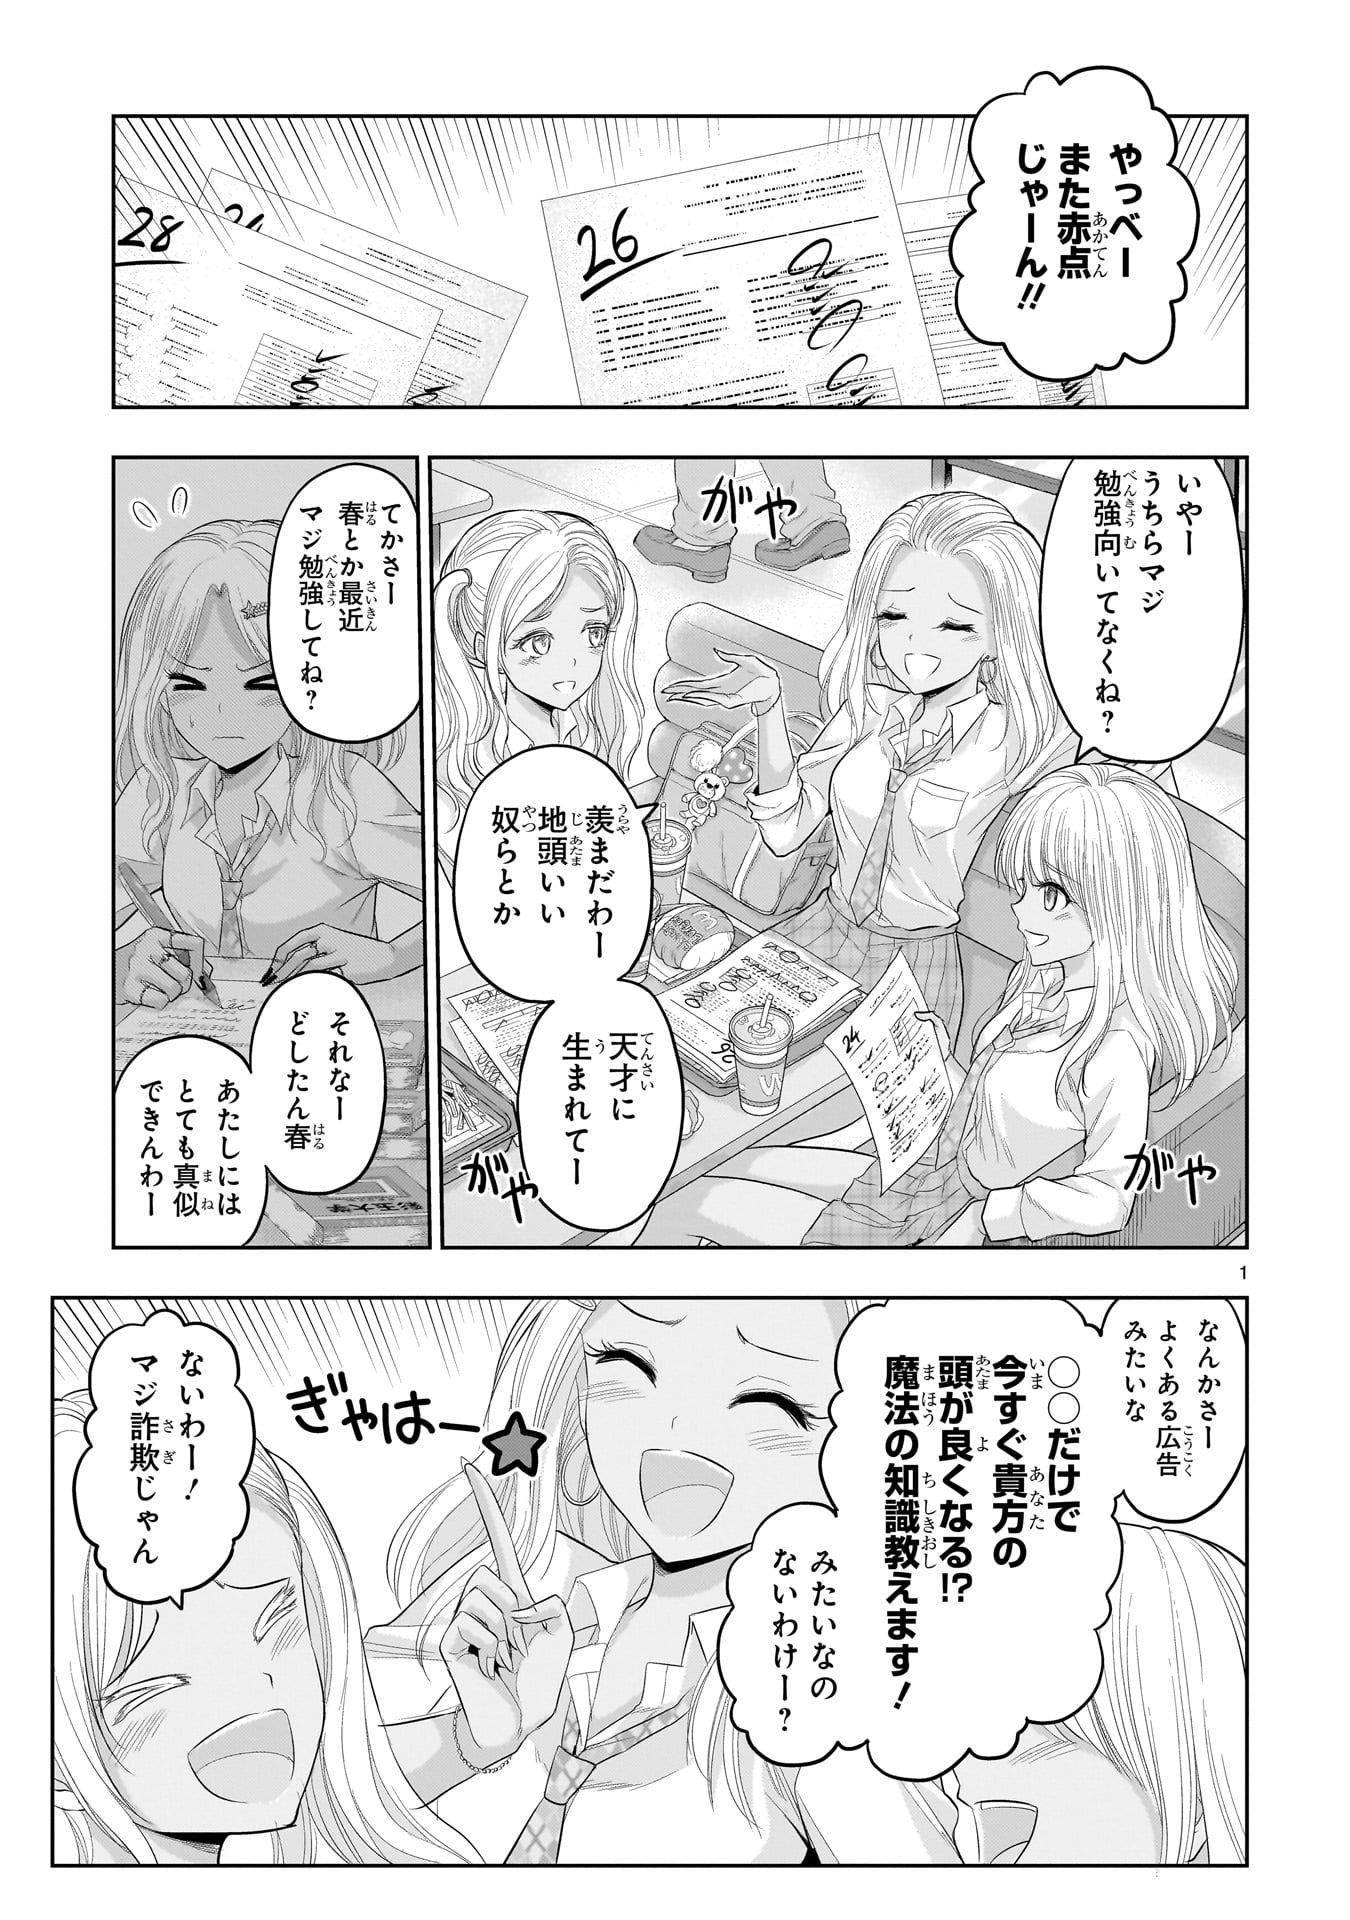 やっべー
また赤点
じゃーん!!
28
24
26
いやー
うちらマジ
勉強向いてなくね?
がや
羨まだわー
地頭いい
奴らとか
天才に
生まれてー
24
がや
がや
てかさー
春とか最近
マジ勉強してね?
それなー
どしたん春
あたしには
とても真似
できんわー
彩玉大学
1
なんかさー
よくある広告
みたいな
○○だけで
今すぐ貴方の
頭が良くなる!?
魔法の知識教えます!
みたいなの
ないわけー?
ぎゃはー★
ないわー!
マジ詐欺じゃん